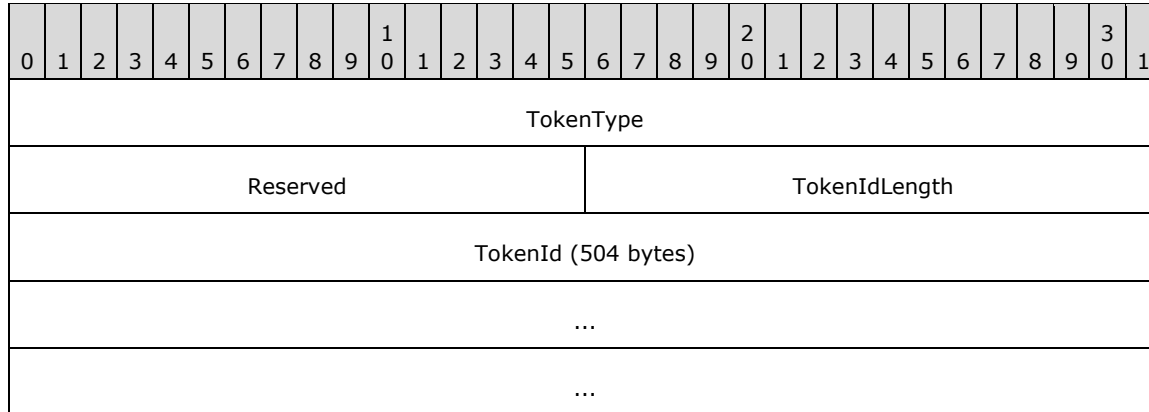 1 2 3
0 1 2 3 4 5 6 7 8 9 0 1 2 3 4 5 6 7 8 9 0 1 2 3 4 5 6 7 8 9 0 1
TokenType
Reserved TokenIdLength
TokenId (504 bytes)
...
...